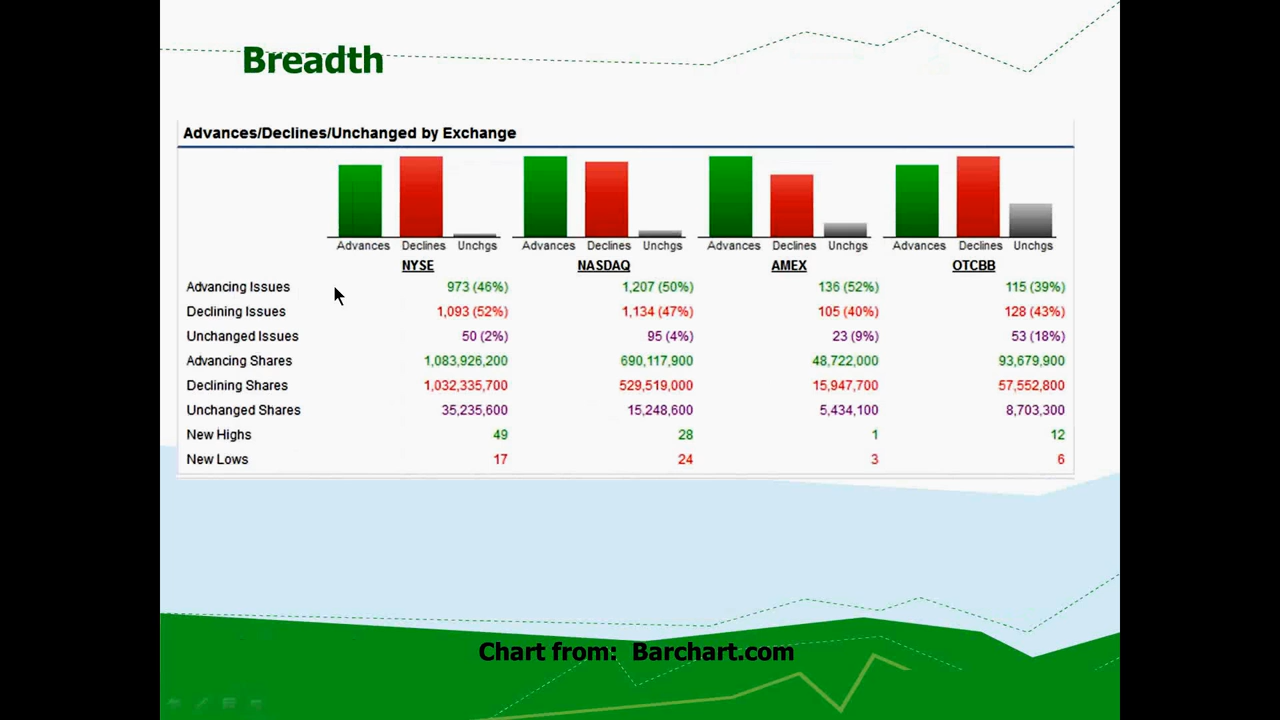 Breadth
Advances/Declines/Unchanged by Exchange
Advances Declines Unchgs Advances Declines Unchgs Advances Declines Unchgs Advances Declines Unchgs
NYSE NASDAQ AMEX OTCBB
Advancing Issues 973 (46%) 1,207 (50%) 136 (52%) 115 (39%)
Declining Issues 1,093 (52%) 1,134 (47%) 105 (40%) 128 (43%)
Unchanged Issues 50 (2%) 95 (4%) 23 (9%) 53 (18%)
Advancing Shares 1,083,926,200 690,117,900 48,722,000 93,679,900
Declining Shares 1,032,335,700 529,519,000 15,947,700 57,552,800
Unchanged Shares 35,235,600 15,248,600 5,434,100 8,703,300
New Highs 49 28 1 12
New Lows 17 24 3 6
Chart from: Barchart.com